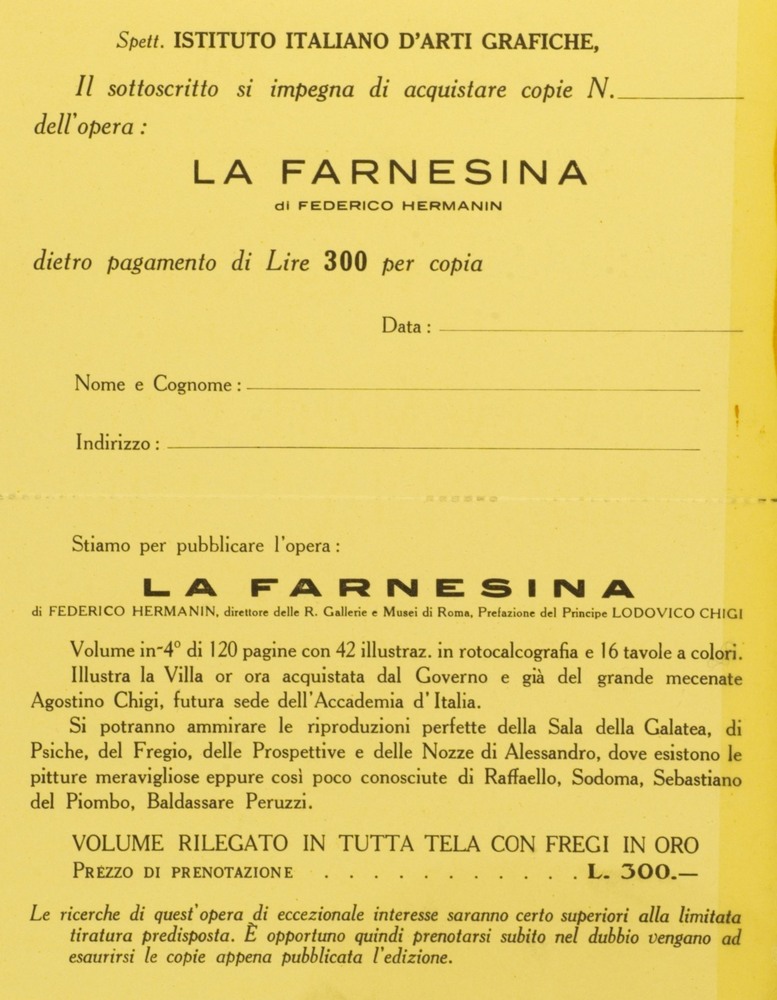 Spett. ISTITUTO ITALIANO D'ARTI GRAFICHE,
Il sottoscritto si impegna di acquistare copie N.
dell'opera :
LA FARNESINA
di FEDERICO HERMANIN
dietro pagamento di Lire 300 per copia
Data :
Nome e Cognome :
Indirizzo :
Stiamo per pubblicare l'opera :
LA FARNESINA
di FEDERICO HERMANIN, direttore delle R. Gallerie e Musei di Roma, Prefazione del Principe LODOVICO CHIGI
Volume in-4º di 120 pagine con 42 illustraz. in rotocalcografia e 16 tavole a colori.
Illustra la Villa or ora acquistata dal Governo e già del grande mecenate
Agostino Chigi, futura sede dell'Accademia d'Italia.
Si potranno ammirare le riproduzioni perfette della Sala della Galatea, di
Psiche, del Fregio, delle Prospettive e delle Nozze di Alessandro, dove esistono le
pitture meravigliose eppure così poco conosciute di Raffaello, Sodoma, Sebastiano
del Piombo, Baldassare Peruzzi.
VOLUME RILEGATO IN TUTTA TELA CON FREGI IN ORO
PREZZO DI PRENOTAZIONE . . . . . . . . . . . L. 300.—
Le ricerche di quest'opera di eccezionale interesse saranno certo superiori alla limitata
tiratura predisposta. È opportuno quindi prenotarsi subito nel dubbio vengano ad
esaurirsi le copie appena pubblicata l'edizione.